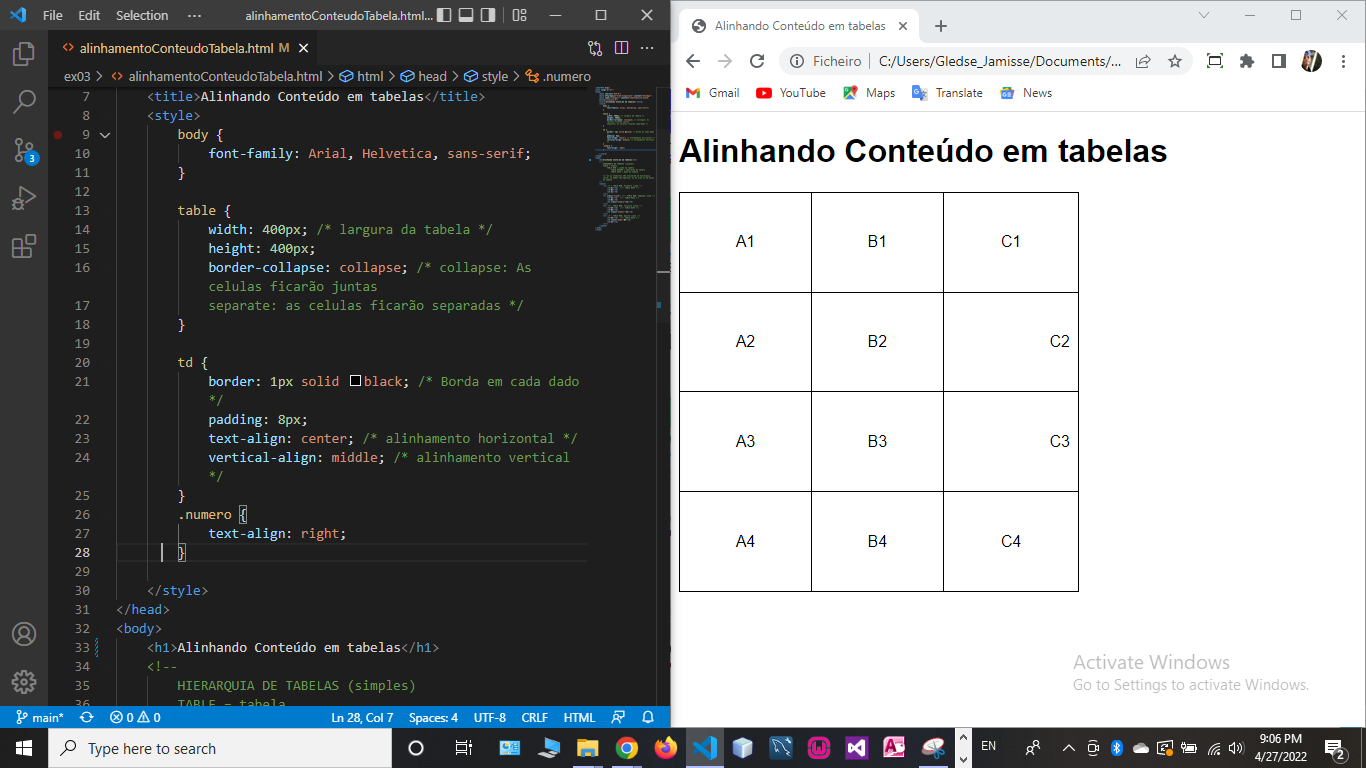 File Edit Selection ··· alinhamentoConteudoTabela.html...
alinhamentoConteudoTabela.html M
ex03 > alinhamentoConteudoTabela.html > html > head > style > .numero
7 <title>Alinhando Conteúdo em tabelas</title>
8 <style>
9 body {
10 font-family: Arial, Helvetica, sans-serif;
11 }
12
13 table {
14 width: 400px; /* largura da tabela */
15 height: 400px;
16 border-collapse: collapse; /* collapse: As
celulas ficarão juntas
17 separate: as celulas ficarão separadas */
18 }
19
20 td {
21 border: 1px solid black; /* Borda em cada dado
*/
22 padding: 8px;
23 text-align: center; /* alinhamento horizontal */
24 vertical-align: middle; /* alinhamento vertical
*/
25 }
26 .numero {
27 text-align: right;
28 }
29
30 </style>
31 </head>
32 <body>
33 <h1>Alinhando Conteúdo em tabelas</h1>
34 <!--
35 HIERARQUIA DE TABELAS (simples)
36 TABLE = tabela
3
main* 0 0 Ln 28, Col 7 Spaces: 4 UTF-8 CRLF HTML
Alinhando Conteúdo em tabelas
Ficheiro | C:/Users/Gledse_Jamisse/Documents/...
Gmail YouTube Maps Translate News
Alinhando Conteúdo em tabelas
A1 B1 C1
A2 B2 C2
A3 B3 C3
A4 B4 C4
Activate Windows
Go to Settings to activate Windows.
Type here to search
EN
9:06 PM
4/27/2022
2